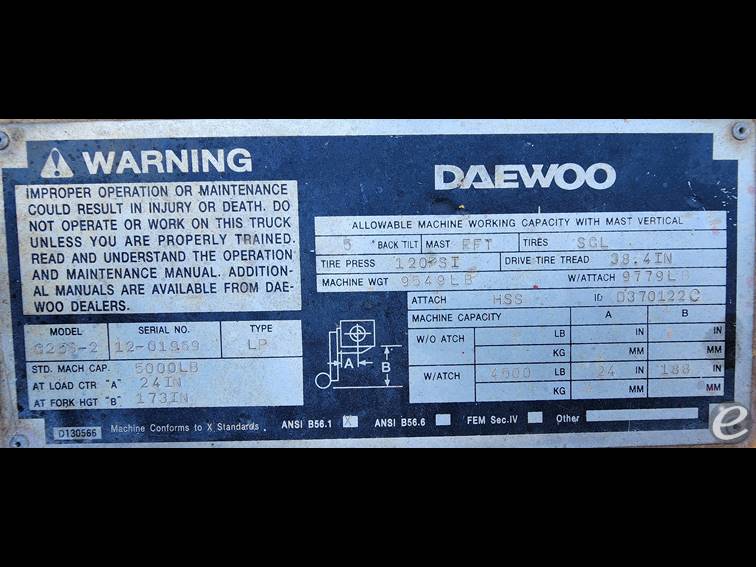 WARNING
IMPROPER OPERATION OR MAINTENANCE
COULD RESULT IN INJURY OR DEATH. DO
NOT OPERATE OR WORK ON THIS TRUCK
UNLESS YOU ARE PROPERLY TRAINED.
READ AND UNDERSTAND THE OPERATION
AND MAINTENANCE MANUAL. ADDITION-
AL MANUALS ARE AVAILABLE FROM DAE-
WOO DEALERS.
MODEL SERIAL NO. TYPE
G25S-2 LP
STD. MACH CAP. 5000LB
AT LOAD CTR "A" 24IN
AT FORK HGT "B" 173IN
DAEWOO
ALLOWABLE MACHINE WORKING CAPACITY WITH MAST VERTICAL
5 ° BACK TILT MAST FFT TIRES SGL
TIRE PRESS 120PSI DRIVE TIRE TREAD 38.4IN
MACHINE WGT 9549LB W/ATTACH 9779LB
ATTACH HSS ID D370122C
MACHINE CAPACITY A B
W/O ATCH LB IN IN
KG MM MM
W/ATCH 4000 LB 24 IN 188 IN
KG MM MM
A
B
D130566 Machine Conforms to X Standards. ANSI B56.1 X ANSI B56.6 FEM Sec.IV Other
e